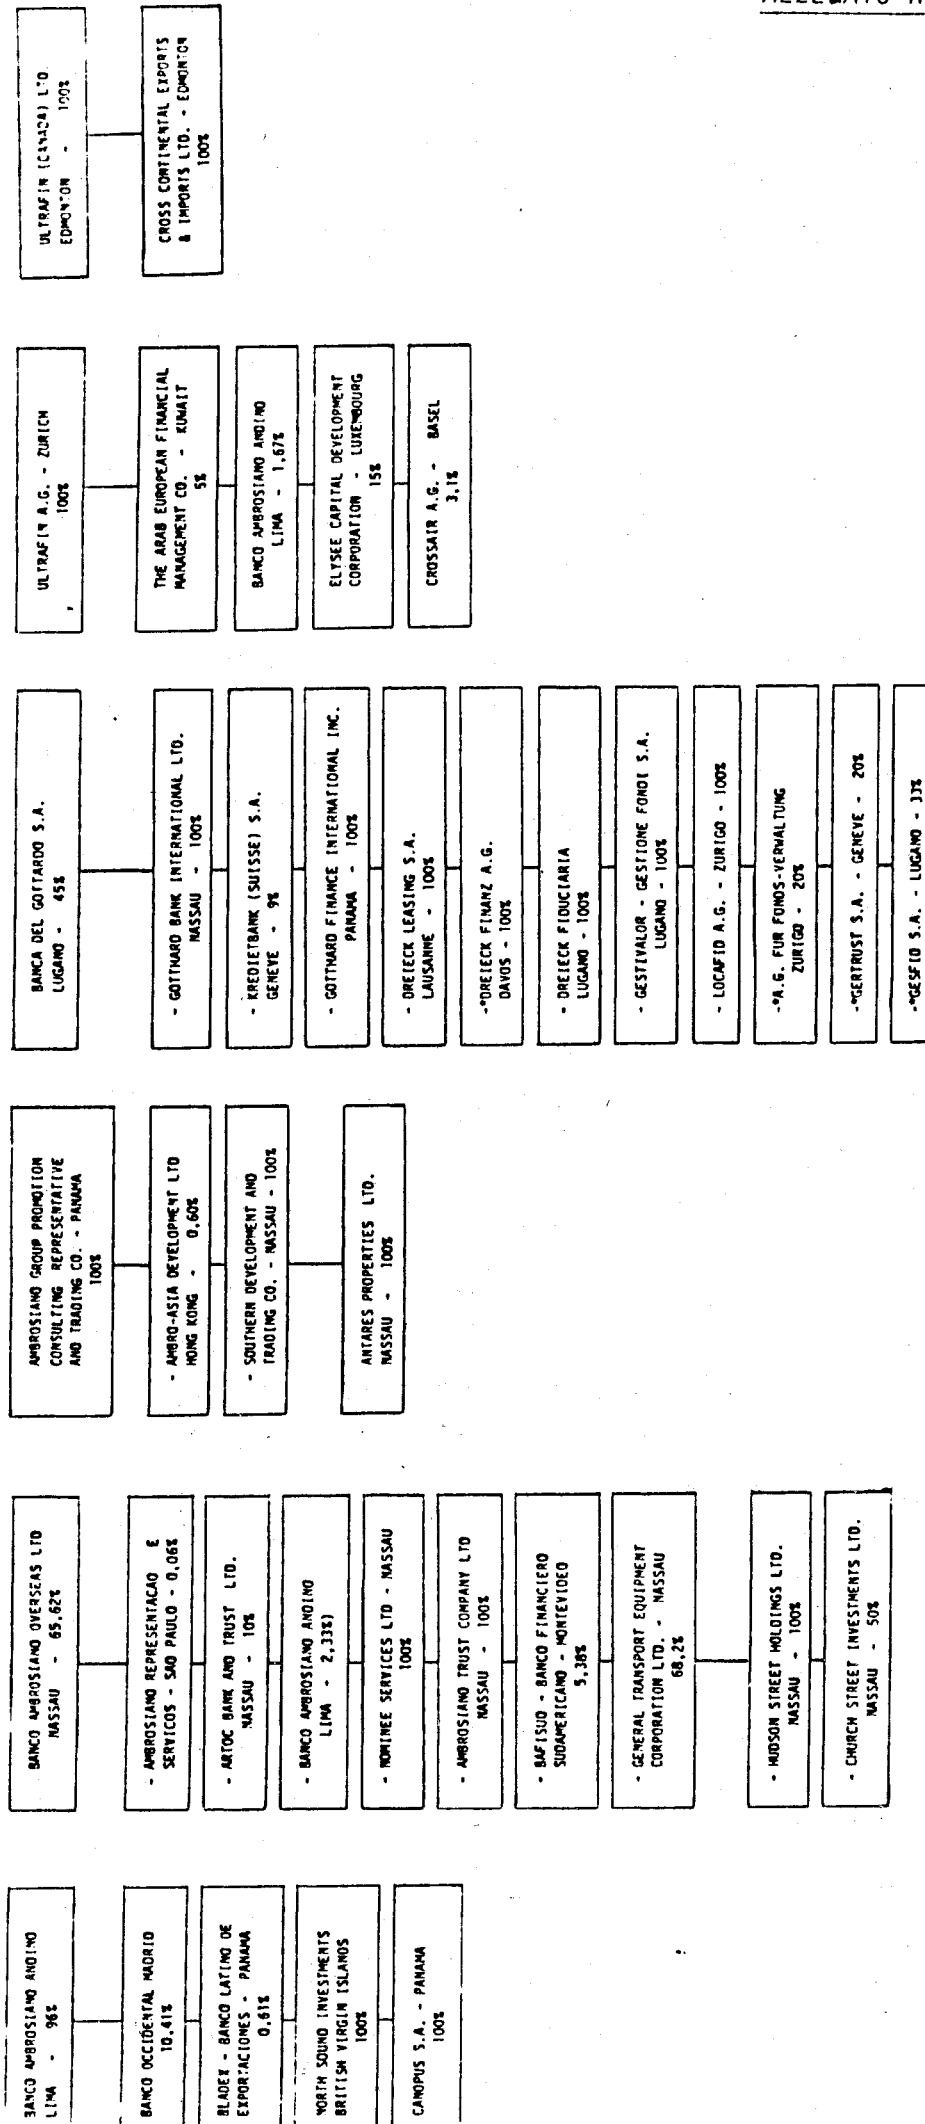 BANCO AMBROSIANO ANDINO
LIMA - 96%
BANCO OCCIDENTAL MADRID
10,41%
BLADEX - BANCO LATINO DE
EXPORTACIONES - PANAMA
0,61%
NORTH SOUND INVESTMENTS
BRITISH VIRGIN ISLANDS
100%
CANOPUS S.A. - PANAMA
100%
BANCO AMBROSIANO OVERSEAS LTD
NASSAU - 65,62%
- AMBROSIANO REPRESENTACAO E
SERVICOS - SAO PAULO - 0,06%
- ARTOC BANK AND TRUST LTD.
NASSAU - 10%
- BANCO AMBROSIANO ANDINO
LIMA - 2,33%)
- NOMINEE SERVICES LTD - NASSAU
100%
- AMBROSIANO TRUST COMPANY LTD
NASSAU - 100%
- BAFISUD - BANCO FINANCIERO
SUDAMERICANO - MONTEVIDEO
5,38%
- GENERAL TRANSPORT EQUIPMENT
CORPORATION LTD. - NASSAU
68,2%
- HUDSON STREET HOLDINGS LTD.
NASSAU - 100%
- CHURCH STREET INVESTMENTS LTD.
NASSAU - 50%
AMBROSIANO GROUP PROMOTION
CONSULTING REPRESENTATIVE
AND TRADING CO. - PANAMA
100%
- AMBRO-ASIA DEVELOPMENT LTD
HONG KONG - 0,60%
- SOUTHERN DEVELOPMENT AND
TRADING CO. - NASSAU - 100%
ANTARES PROPERTIES LTD.
NASSAU - 100%
BANCA DEL GOTTARDO S.A.
LUGANO - 45%
- GOTTHARD BANK INTERNATIONAL LTD.
NASSAU - 100%
- KREDIETBANK (SUISSE) S.A.
GENEVE - 9%
- GOTTHARD FINANCE INTERNATIONAL INC.
PANAMA - 100%
- DREIECK LEASING S.A.
LAUSANNE - 100%
-*DREIECK FINANZ A.G.
DAVOS - 100%
- DREIECK FIDUCIARIA
LUGANO - 100%
- GESTIVALOR - GESTIONE FONDI S.A.
LUGANO - 100%
- LOCAFID A.G. - ZURIGO - 100%
-*A.G. FUR FONDS-VERWALTUNG
ZURIGO - 20%
-*GERTRUST S.A. - GENEVE - 20%
-*GESFID S.A. - LUGANO - 33%
ULTRAFIN A.G. - ZURICH
100%
THE ARAB EUROPEAN FINANCIAL
MANAGEMENT CO. - KUWAIT
5%
BANCO AMBROSIANO ANDINO
LIMA - 1,67%
ELYSEE CAPITAL DEVELOPMENT
CORPORATION - LUXEMBOURG
15%
CROSSAIR A.G. - BASEL
3,1%
ULTRAFIN (CANADA) LTD.
EDMONTON - 100%
CROSS CONTINENTAL EXPORTS
& IMPORTS LTD. - EDMONTON
100%